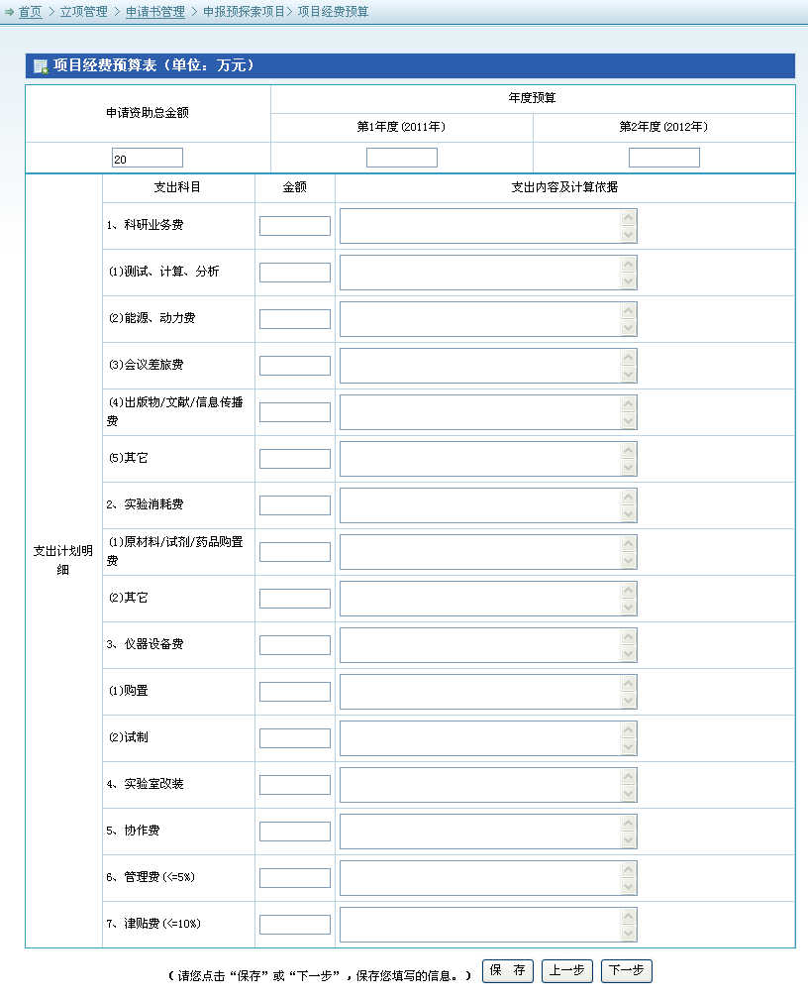 首页 > 立项管理 > 申请书管理 > 申报预探索项目> 项目经费预算
项目经费预算表（单位：万元）
申请资助总金额
年度预算
第1年度(2011年)
第2年度(2012年)
20
支出计划明
细
支出科目
金额
支出内容及计算依据
1、科研业务费
(1)测试、计算、分析
(2)能源、动力费
(3)会议差旅费
(4)出版物/文献/信息传播
费
(5)其它
2、实验消耗费
(1)原材料/试剂/药品购置
费
(2)其它
3、仪器设备费
(1)购置
(2)试制
4、实验室改装
5、协作费
6、管理费(<=5%)
7、津贴费(<=10%)
（请您点击“保存”或“下一步”，保存您填写的信息。）
保 存
上一步
下一步